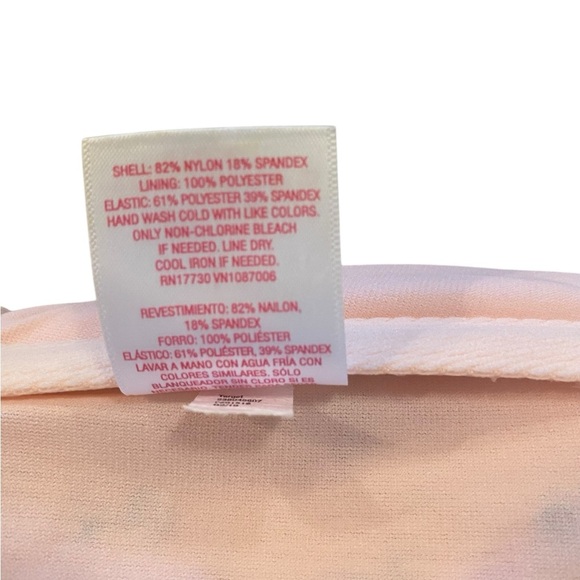 SHELL: 82% NYLON 18% SPANDEX
LINING: 100% POLYESTER
ELASTIC: 61% POLYESTER 39% SPANDEX
HAND WASH COLD WITH LIKE COLORS.
ONLY NON-CHLORINE BLEACH
IF NEEDED. LINE DRY.
COOL IRON IF NEEDED.
RN17730 VN1087006
REVESTIMIENTO: 82% NAILON,
18% SPANDEX
FORRO: 100% POLIÉSTER
ELÁSTICO: 61% POLIÉSTER, 39% SPANDEX
LAVAR A MANO CON AGUA FRÍA CON
COLORES SIMILARES. SÓLO
BLANQUEADOR SIN CLORO SI ES
Target